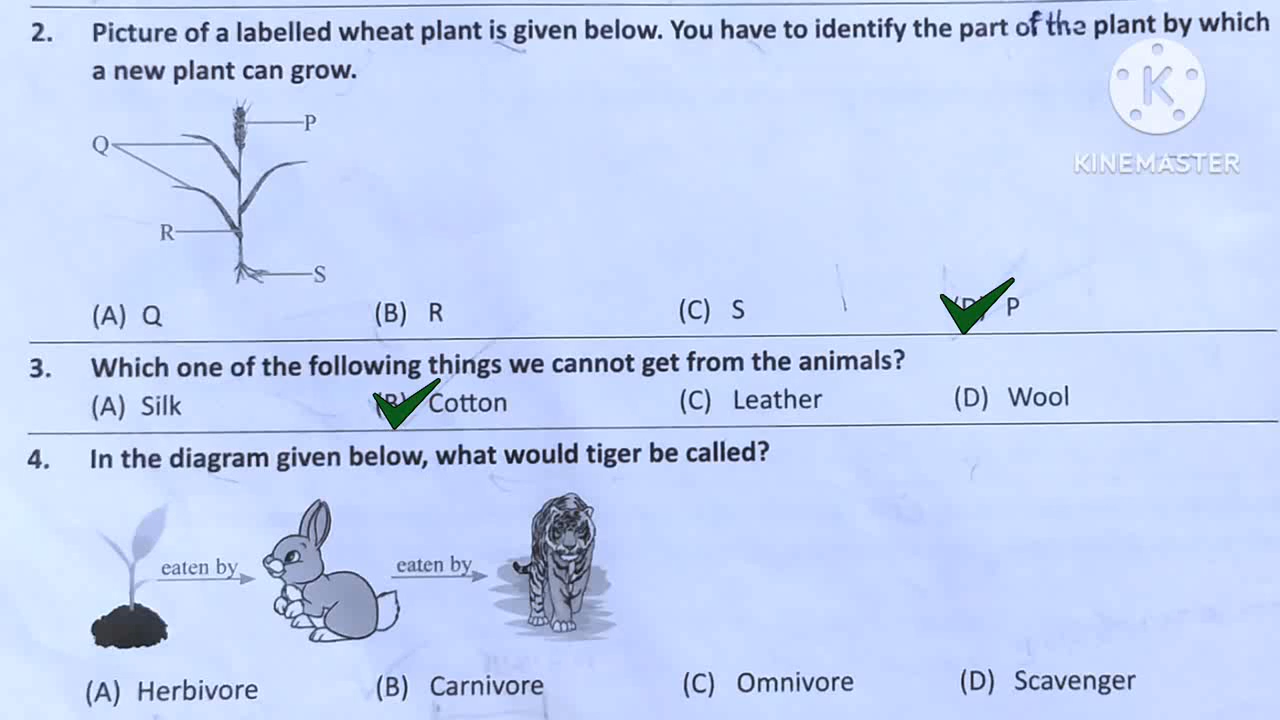 2. Picture of a labelled wheat plant is given below. You have to identify the part of the plant by which
a new plant can grow.
K
KINEMASTER
P
Q
R
S
(A) Q (B) R (C) S (D) P
3. Which one of the following things we cannot get from the animals?
(A) Silk (B) Cotton (C) Leather (D) Wool
4. In the diagram given below, what would tiger be called?
eaten by eaten by
(A) Herbivore (B) Carnivore (C) Omnivore (D) Scavenger